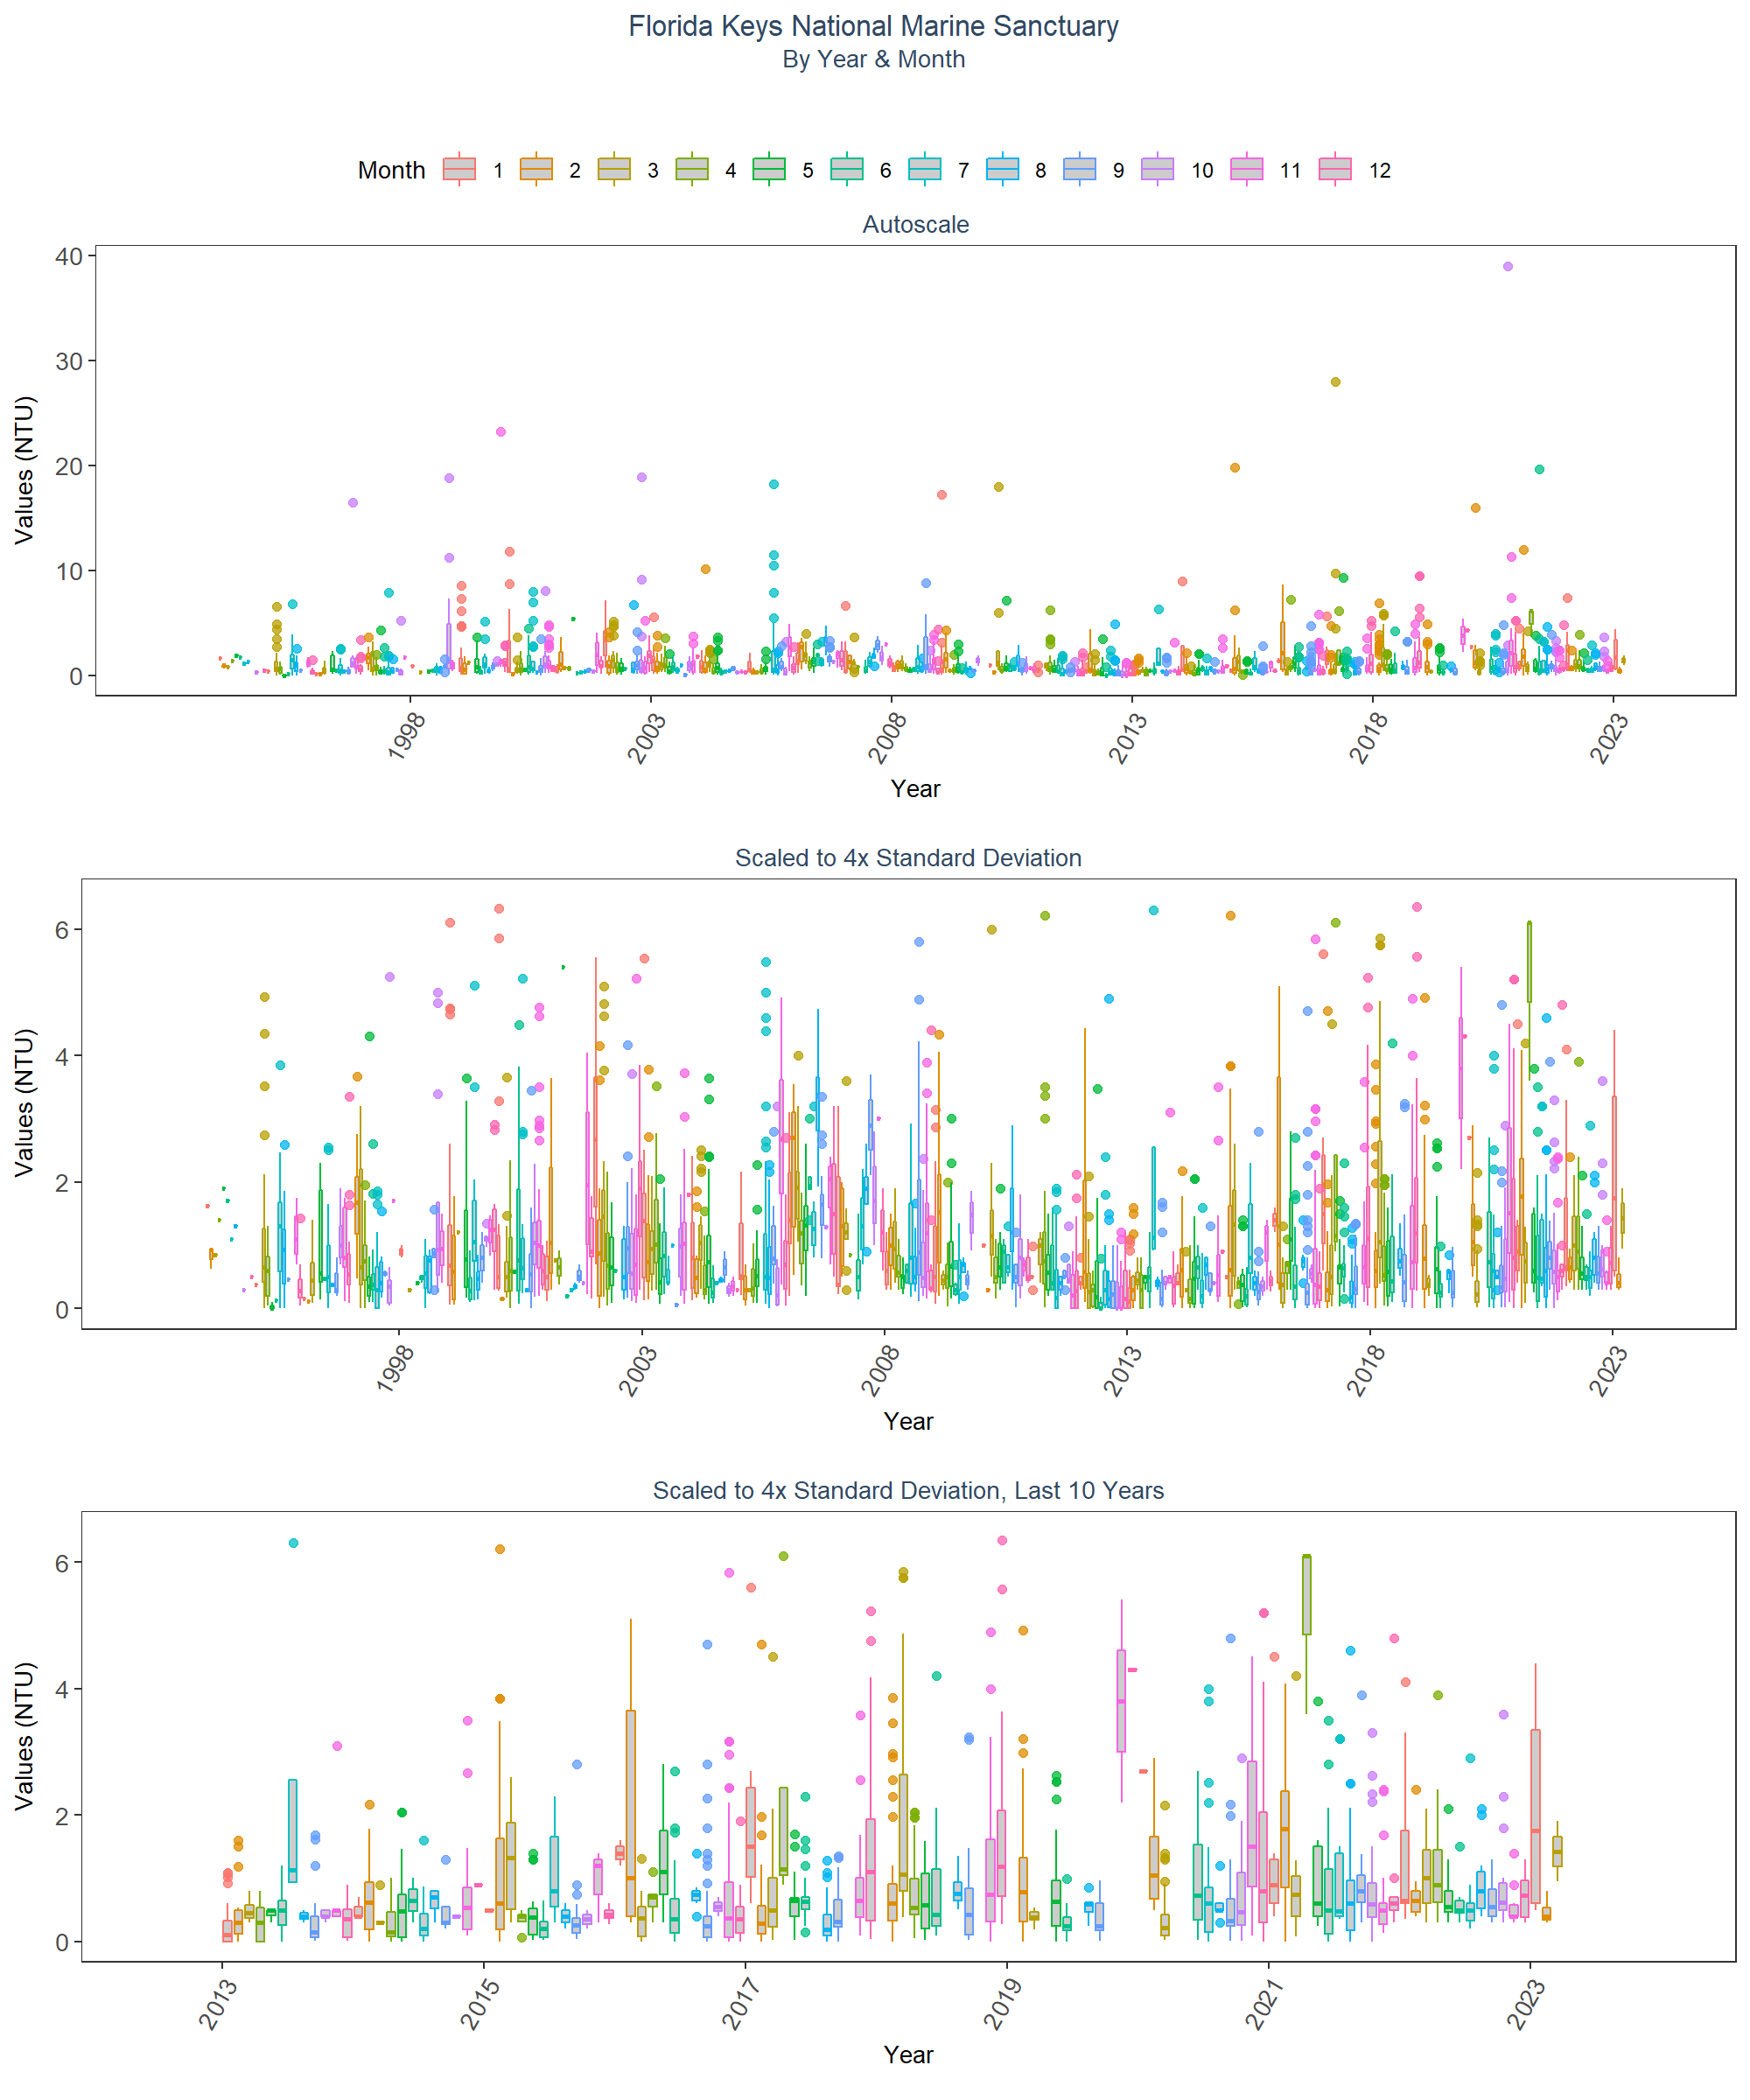 Florida Keys National Marine Sanctuary
By Year & Month
Month 1 2 3 4 5 6 7 8 9 10 11 12
Autoscale
40
30
20
10
0
Values (NTU)
1998 2003 2008 2013 2018 2023
Year
Scaled to 4x Standard Deviation
6
4
2
0
Values (NTU)
1998 2003 2008 2013 2018 2023
Year
Scaled to 4x Standard Deviation, Last 10 Years
6
4
2
0
Values (NTU)
2013 2015 2017 2019 2021 2023
Year